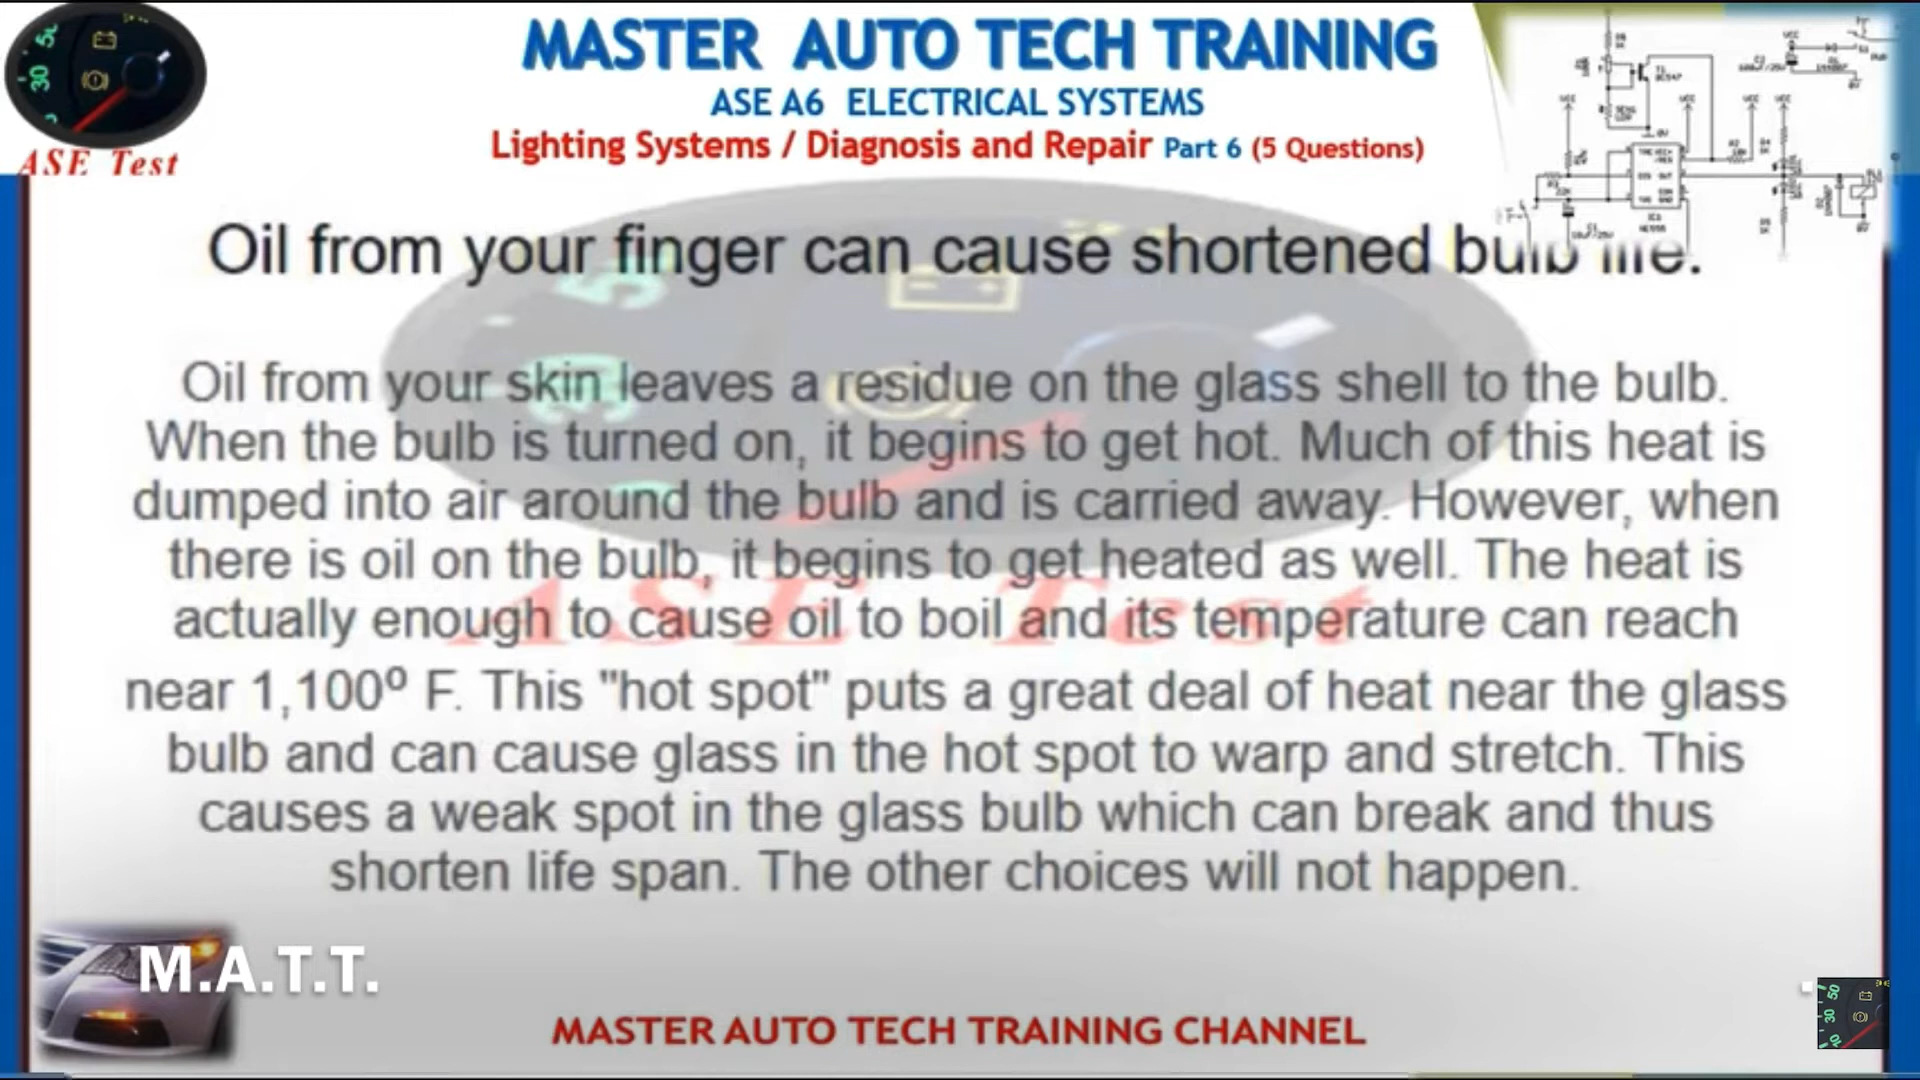 MASTER AUTO TECH TRAINING
ASE A6 ELECTRICAL SYSTEMS
Lighting Systems / Diagnosis and Repair Part 6 (5 Questions)
ASE Test
Oil from your finger can cause shortened bulb life.
Oil from your skin leaves a residue on the glass shell to the bulb.
When the bulb is turned on, it begins to get hot. Much of this heat is
dumped into air around the bulb and is carried away. However, when
there is oil on the bulb, it begins to get heated as well. The heat is
actually enough to cause oil to boil and its temperature can reach
near 1,100º F. This "hot spot" puts a great deal of heat near the glass
bulb and can cause glass in the hot spot to warp and stretch. This
causes a weak spot in the glass bulb which can break and thus
shorten life span. The other choices will not happen.
ASE Test
M.A.T.T.
MASTER AUTO TECH TRAINING CHANNEL